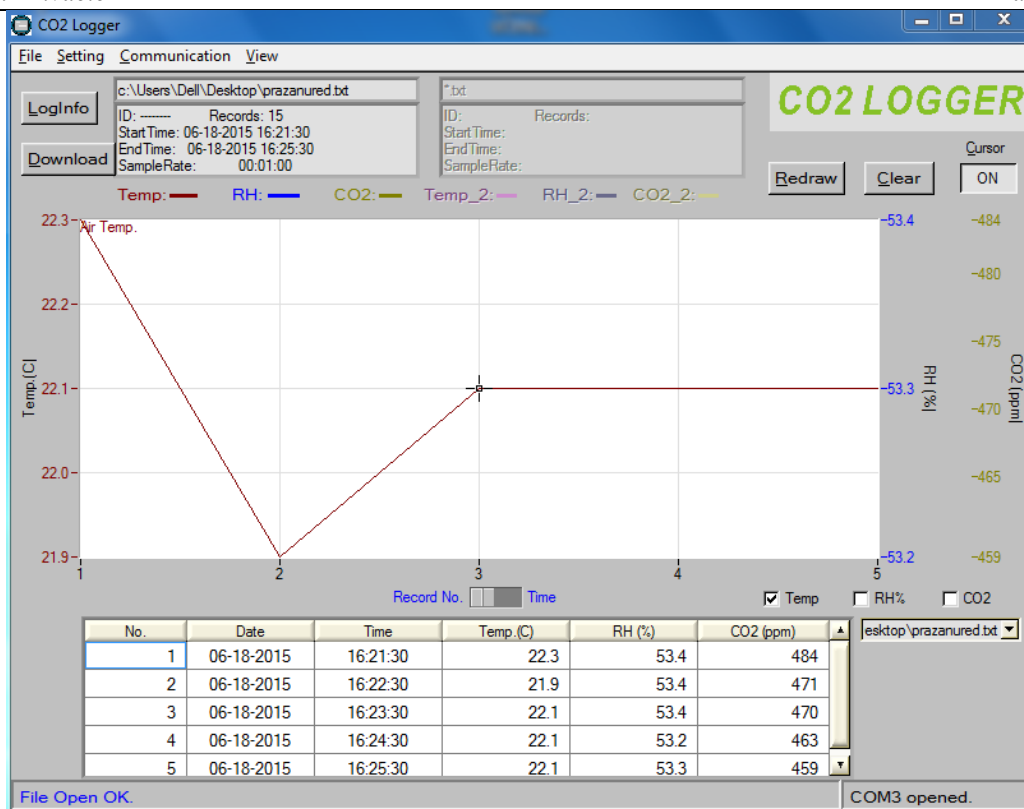 CO2 Logger
File Setting Communication View
LogInfo
Download
c:\Users\Dell\Desktop\prazanured.txt
ID: -------- Records: 15
StartTime: 06-18-2015 16:21:30
EndTime: 06-18-2015 16:25:30
SampleRate: 00:01:00
*.txt
ID: Records:
StartTime:
EndTime:
SampleRate:
CO2 LOGGER
Cursor
Redraw Clear ON
Temp: RH: CO2: Temp_2: RH_2: CO2_2:
Air Temp.
Temp.[C]
22.3
22.2
22.1
22.0
21.9
53.4
53.3
53.2
RH (%)
484
480
475
470
465
459
CO2 (ppm)
1 2 3 4 5
Record No. Time
Temp RH% CO2
esktop\prazanured.txt
No. Date Time Temp.(C) RH (%) CO2 (ppm)
1 06-18-2015 16:21:30 22.3 53.4 484
2 06-18-2015 16:22:30 21.9 53.4 471
3 06-18-2015 16:23:30 22.1 53.4 470
4 06-18-2015 16:24:30 22.1 53.2 463
5 06-18-2015 16:25:30 22.1 53.3 459
File Open OK.
COM3 opened.